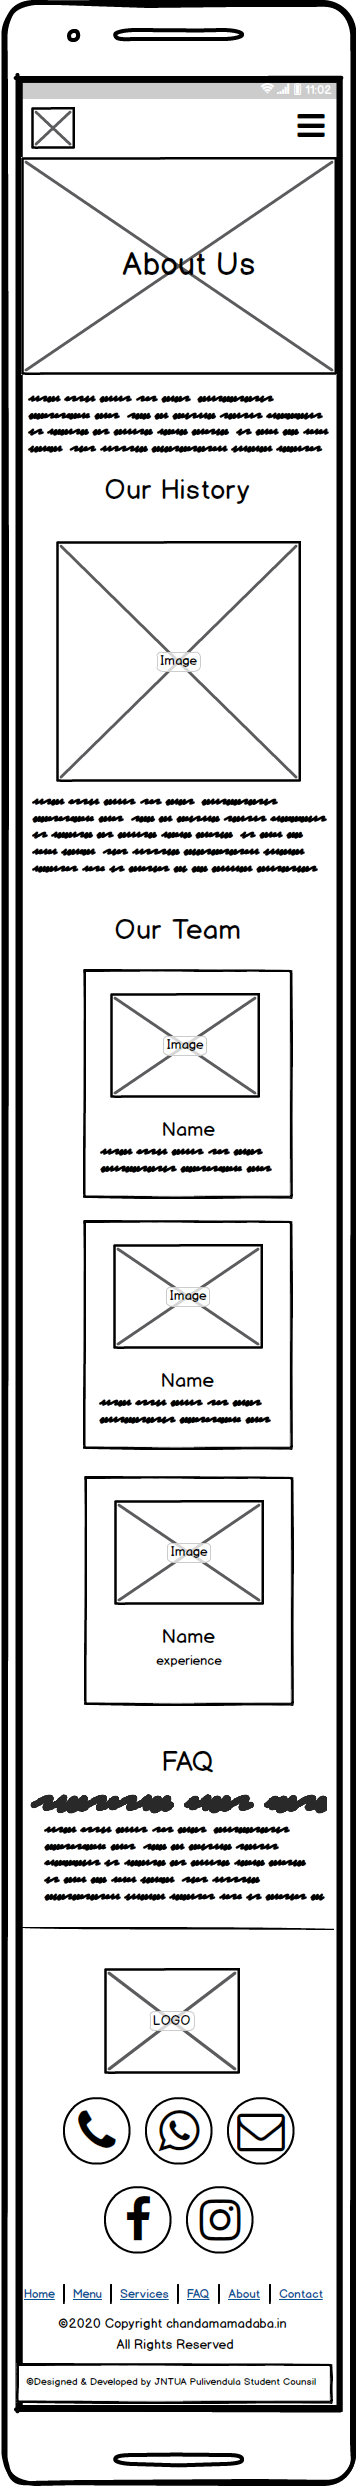 11:02
About Us
Our History
Image
Our Team
Image
Name
Image
Name
Image
Name
experience
FAQ
LOGO
Home | Menu | Services | FAQ | About | Contact
©2020 Copyright chandamamadaba.in
All Rights Reserved
©Designed & Developed by JNTUA Pulivendula Student Counsil